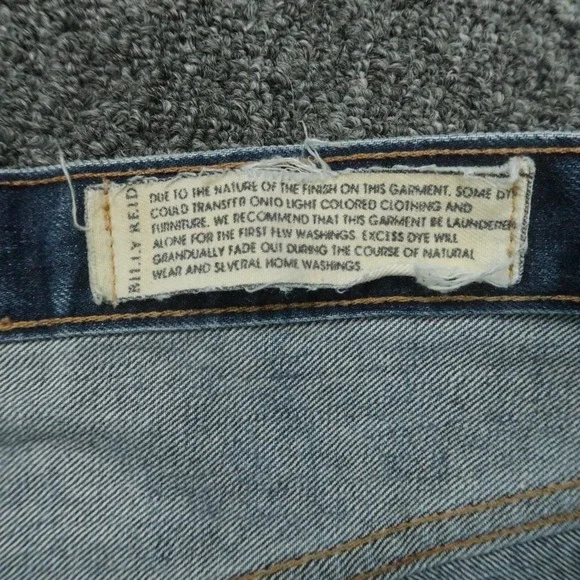 BILLY REID
DUE TO THE NATURE OF THE FINISH ON THIS GARMENT, SOME DYE
COULD TRANSFER ONTO LIGHT COLORED CLOTHING AND
FURNITURE. WE RECOMMEND THAT THIS GARMENT BE LAUNDERED
ALONE FOR THE FIRST FEW WASHINGS. EXCESS DYE WILL
GRANDUALLY FADE OUT DURING THE COURSE OF NATURAL
WEAR AND SEVERAL HOME WASHINGS.